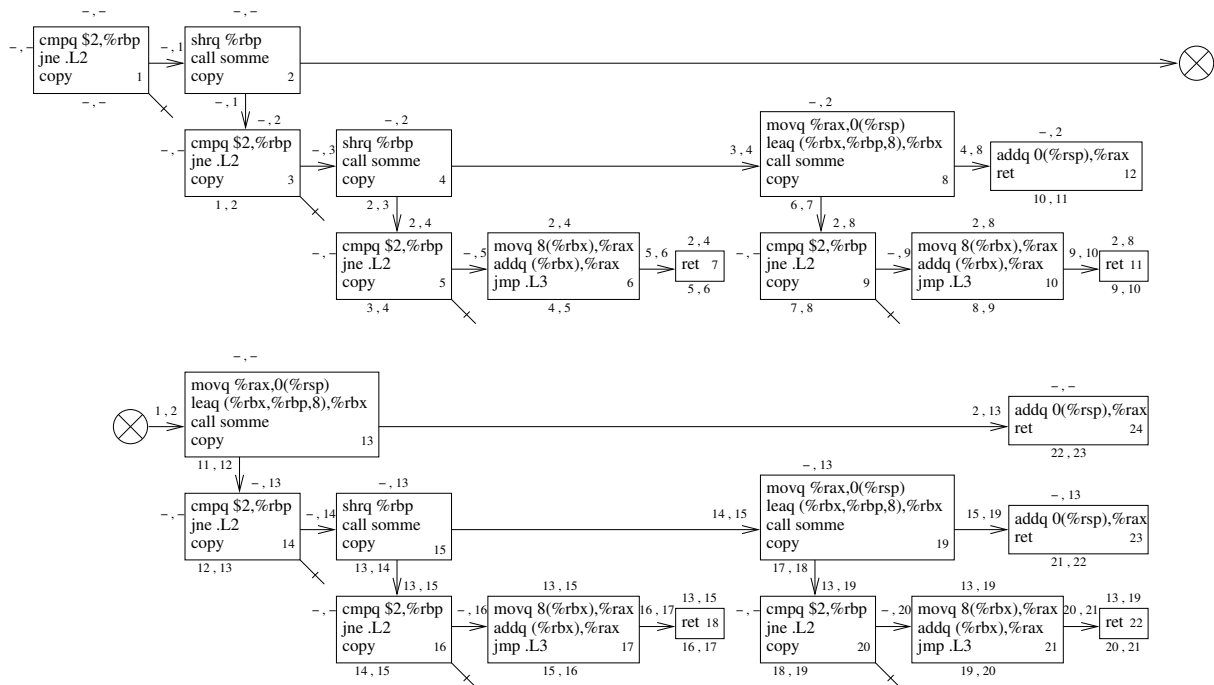 – , –
– , –
– , –
cmpq $2,%rbp
jne .L2
copy 1
– , –
– , 1
shrq %rbp
call somme
copy 2
– , 1
– , 2
– , –
cmpq $2,%rbp
jne .L2
copy 3
1 , 2
– , 3
– , 2
shrq %rbp
call somme
copy 4
2 , 3
3 , 4
– , 2
movq %rax,0(%rsp)
leaq (%rbx,%rbp,8),%rbx
call somme
copy 8
6 , 7
4 , 8
– , 2
addq 0(%rsp),%rax
ret 12
10 , 11
2 , 4
– , –
cmpq $2,%rbp
jne .L2
copy 5
3 , 4
– , 5
2 , 4
movq 8(%rbx),%rax
addq (%rbx),%rax
jmp .L3 6
4 , 5
5 , 6
2 , 4
ret 7
5 , 6
2 , 8
– , –
cmpq $2,%rbp
jne .L2
copy 9
7 , 8
– , 9
2 , 8
movq 8(%rbx),%rax
addq (%rbx),%rax
jmp .L3 10
8 , 9
9 , 10
2 , 8
ret 11
9 , 10
– , –
1 , 2
movq %rax,0(%rsp)
leaq (%rbx,%rbp,8),%rbx
call somme
copy 13
11 , 12
2 , 13
– , –
addq 0(%rsp),%rax
ret 24
22 , 23
– , 13
– , –
cmpq $2,%rbp
jne .L2
copy 14
12 , 13
– , 14
– , 13
shrq %rbp
call somme
copy 15
13 , 14
14 , 15
– , 13
movq %rax,0(%rsp)
leaq (%rbx,%rbp,8),%rbx
call somme
copy 19
17 , 18
15 , 19
– , 13
addq 0(%rsp),%rax
ret 23
21 , 22
13 , 15
– , –
cmpq $2,%rbp
jne .L2
copy 16
14 , 15
– , 16
13 , 15
movq 8(%rbx),%rax
addq (%rbx),%rax
jmp .L3 17
15 , 16
16 , 17
13 , 15
ret 18
16 , 17
13 , 19
– , –
cmpq $2,%rbp
jne .L2
copy 20
18 , 19
– , 20
13 , 19
movq 8(%rbx),%rax
addq (%rbx),%rax
jmp .L3 21
19 , 20
20 , 21
13 , 19
ret 22
20 , 21